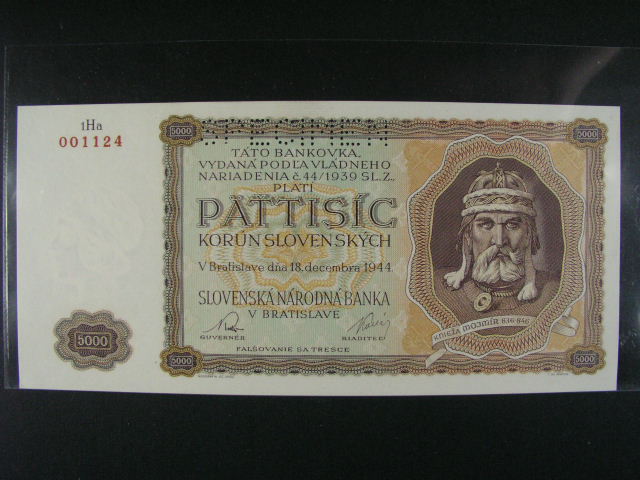 1Ha
001124
5000
5000
SPECIMEN
TÁTO BANKOVKA,
VYDANÁ PODĽA VLÁDNEHO
NARIADENIA č. 44/1939 SL. Z.,
PLATÍ
PÄŤTISÍC
KORÚN SLOVENSKÝCH
V Bratislave dňa 18. decembra 1944
SLOVENSKÁ NÁRODNÁ BANKA
V BRATISLAVE
GUVERNÉR
RIADITEĽ
FALŠOVANIE SA TRESCE
KNIEŽA MOJMÍR 836-846
5000
5000
5000